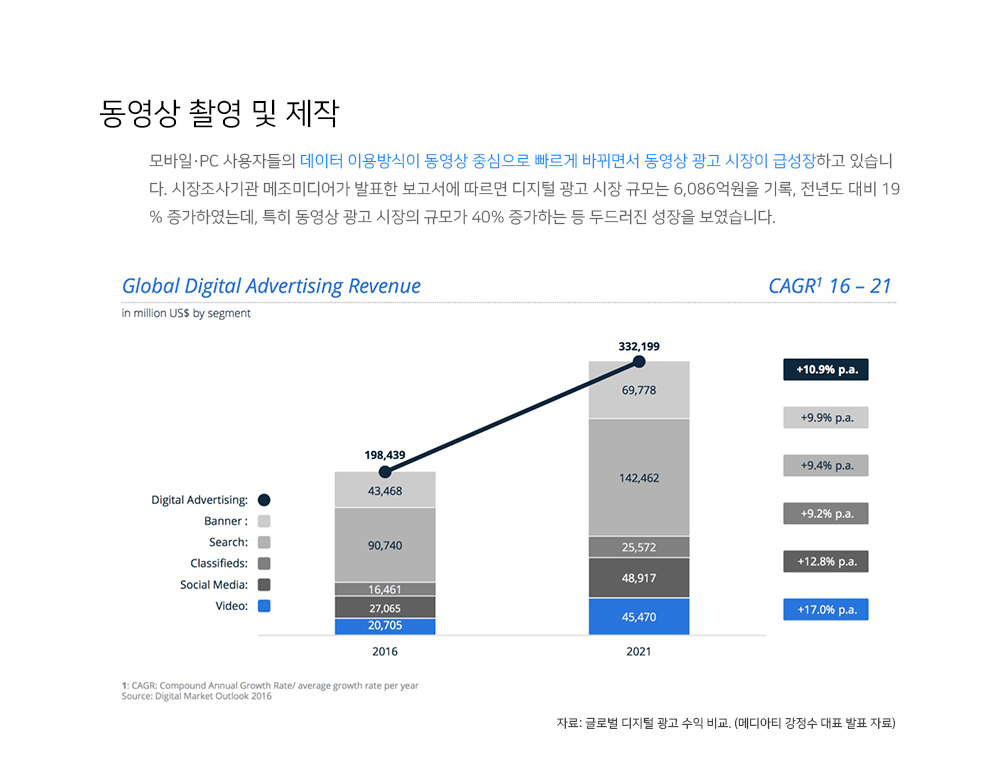 동영상 촬영 및 제작
모바일·PC 사용자들의 데이터 이용방식이 동영상 중심으로 빠르게 바뀌면서 동영상 광고 시장이 급성장하고 있습니
다. 시장조사기관 메조미디어가 발표한 보고서에 따르면 디지털 광고 시장 규모는 6,086억원을 기록, 전년도 대비 19
% 증가하였는데, 특히 동영상 광고 시장의 규모가 40% 증가하는 등 두드러진 성장을 보였습니다.
Global Digital Advertising Revenue
CAGR¹ 16 – 21
in million US$ by segment
332,199
+10.9% p.a.
69,778
+9.9% p.a.
198,439
+9.4% p.a.
142,462
43,468
Digital Advertising:
+9.2% p.a.
Banner :
Search:
90,740
25,572
Classifieds:
+12.8% p.a.
48,917
Social Media:
16,461
Video:
27,065
+17.0% p.a.
45,470
20,705
2016
2021
1: CAGR: Compound Annual Growth Rate/ average growth rate per year
Source: Digital Market Outlook 2016
자료: 글로벌 디지털 광고 수익 비교. (메디아티 강정수 대표 발표 자료)